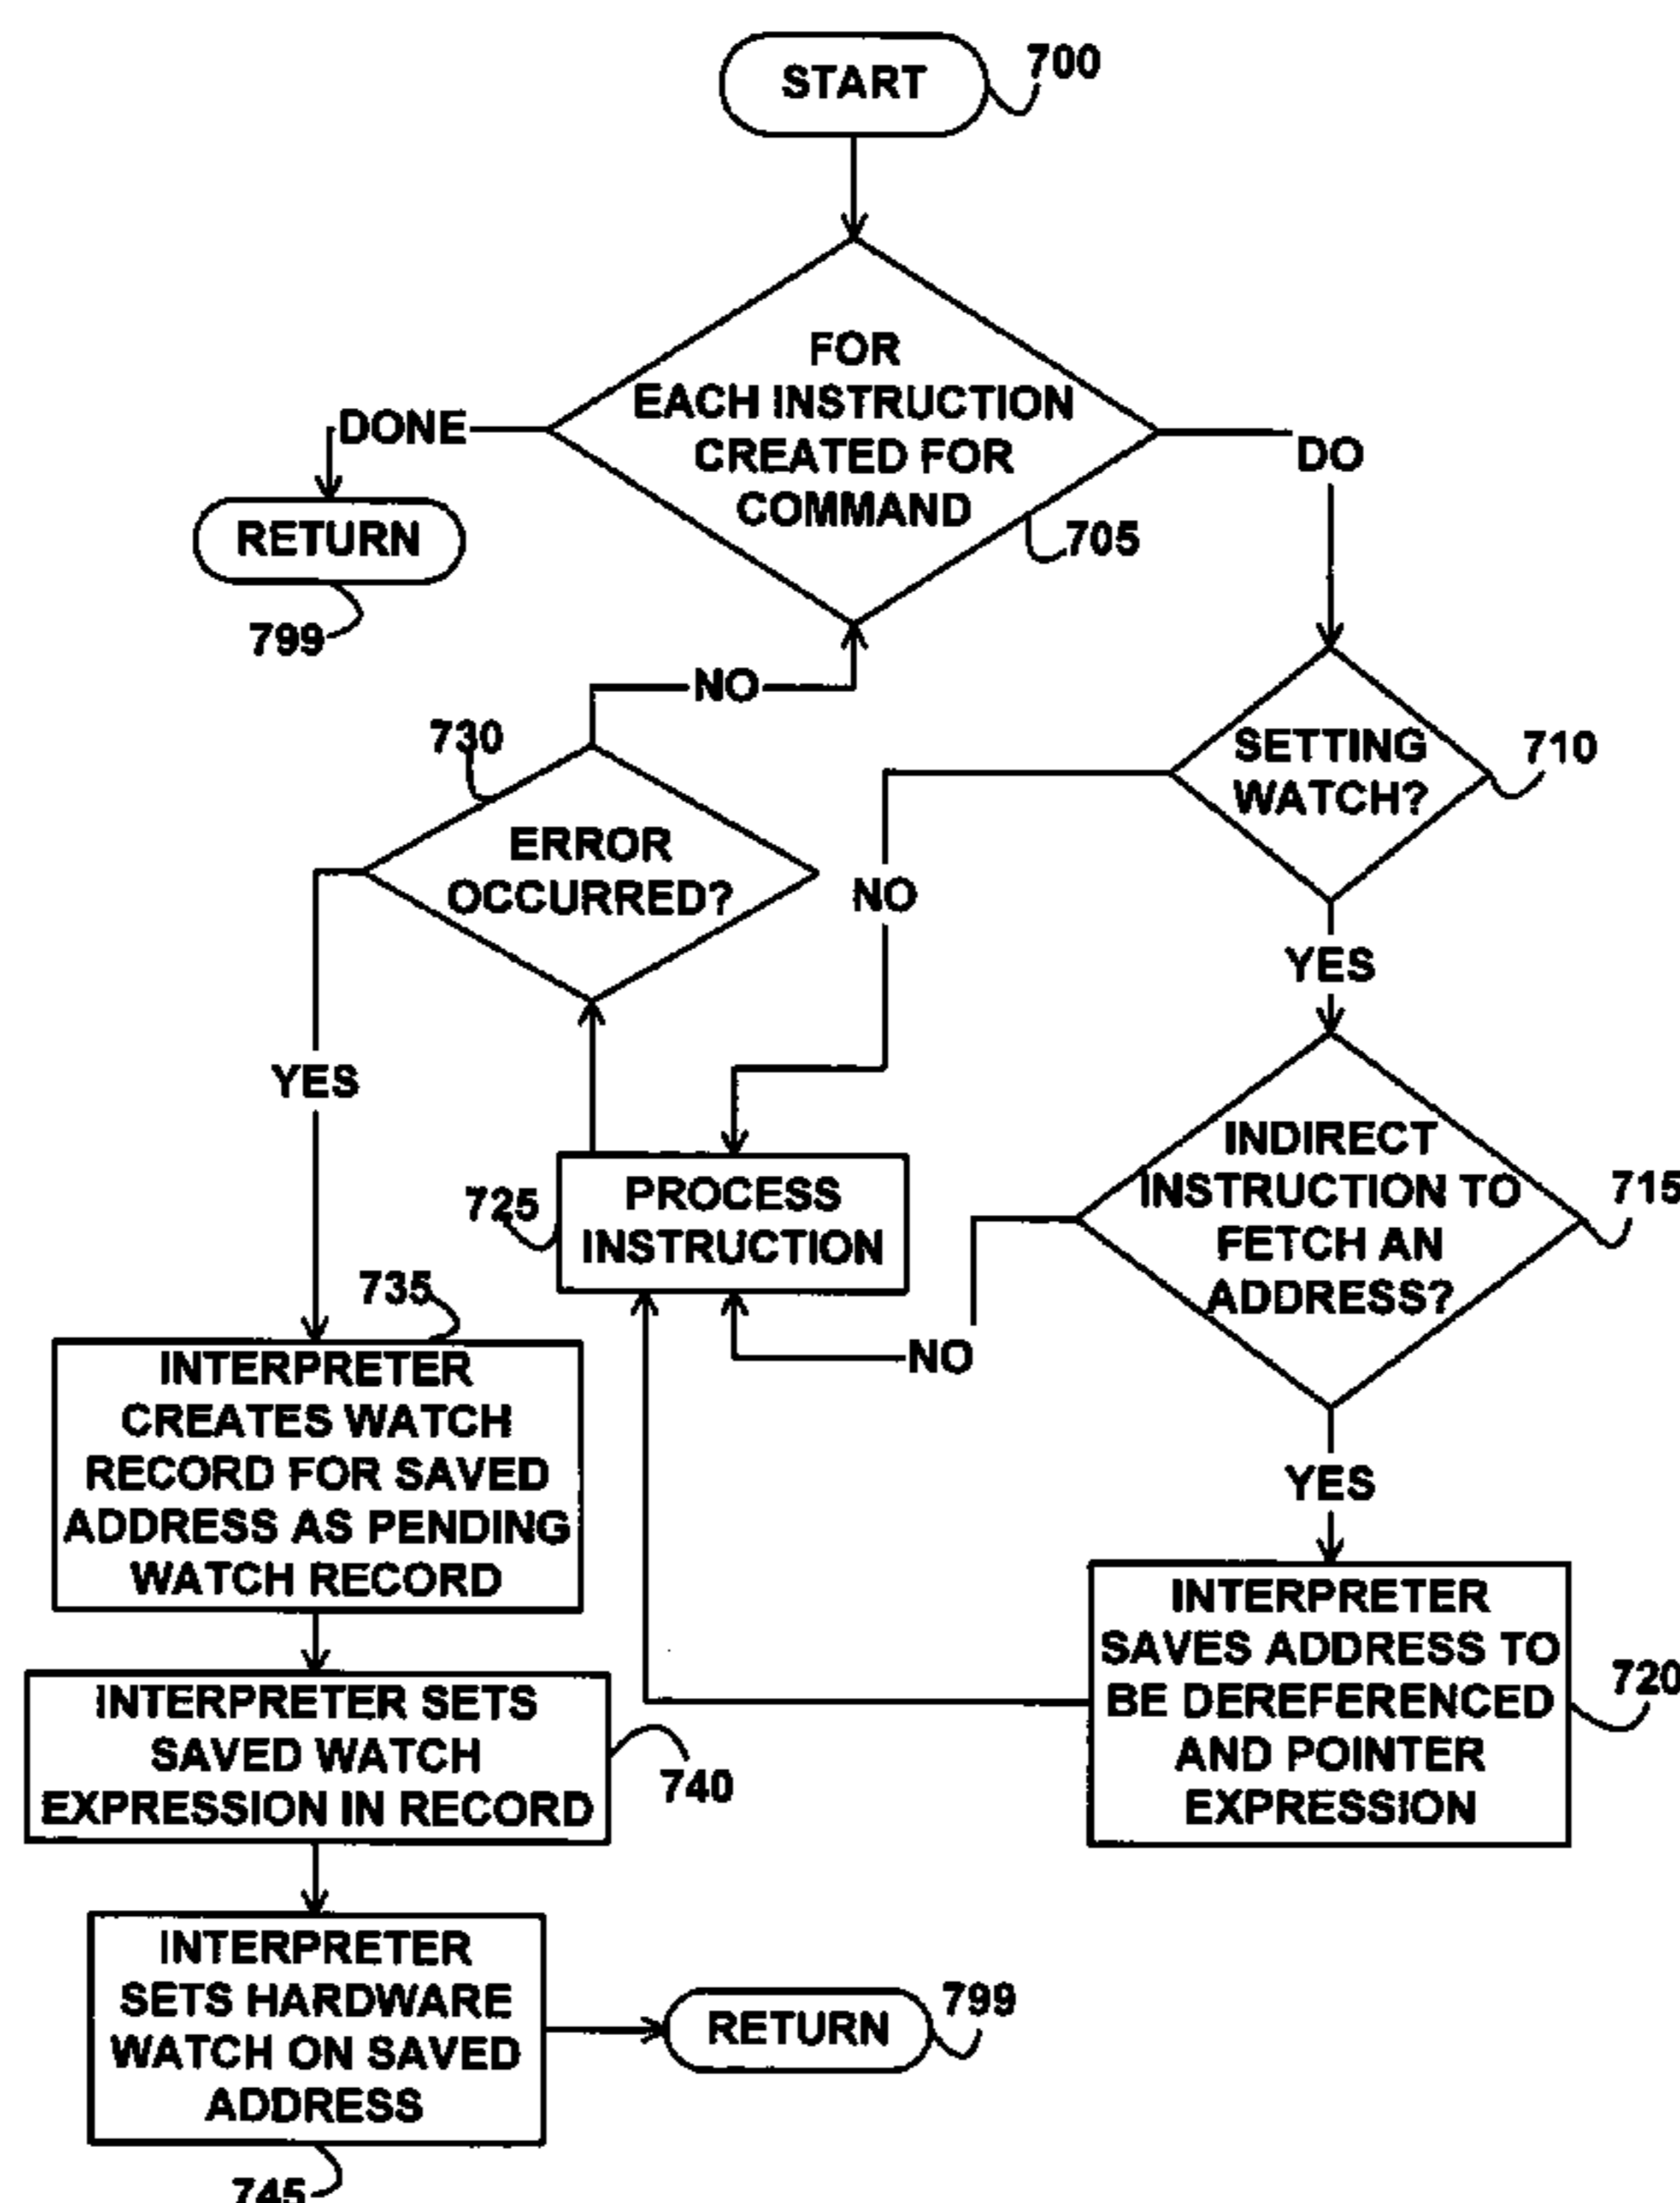 START
700
FOR
EACH INSTRUCTION
CREATED FOR
COMMAND
705
DONE
DO
RETURN
799
NO
730
ERROR
OCCURRED?
SETTING
WATCH?
710
NO
YES
YES
INDIRECT
INSTRUCTION TO
FETCH AN
ADDRESS?
715
725
PROCESS
INSTRUCTION
NO
735
INTERPRETER
CREATES WATCH
RECORD FOR SAVED
ADDRESS AS PENDING
WATCH RECORD
YES
INTERPRETER
SAVES ADDRESS TO
BE DEREFERENCED
AND POINTER
EXPRESSION
720
INTERPRETER SETS
SAVED WATCH
EXPRESSION IN RECORD
740
INTERPRETER
SETS HARDWARE
WATCH ON SAVED
ADDRESS
745
RETURN
799